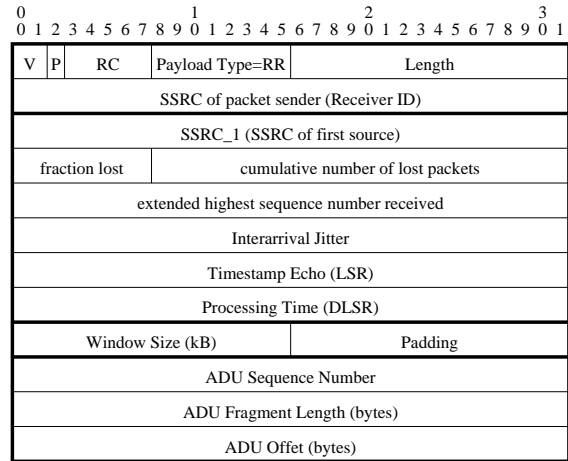 0 1 2 3
0 1 2 3 4 5 6 7 8 9 0 1 2 3 4 5 6 7 8 9 0 1 2 3 4 5 6 7 8 9 0 1
V P RC Payload Type=RR Length
SSRC of packet sender (Receiver ID)
SSRC_1 (SSRC of first source)
fraction lost cumulative number of lost packets
extended highest sequence number received
Interarrival Jitter
Timestamp Echo (LSR)
Processing Time (DLSR)
Window Size (kB) Padding
ADU Sequence Number
ADU Fragment Length (bytes)
ADU Offet (bytes)